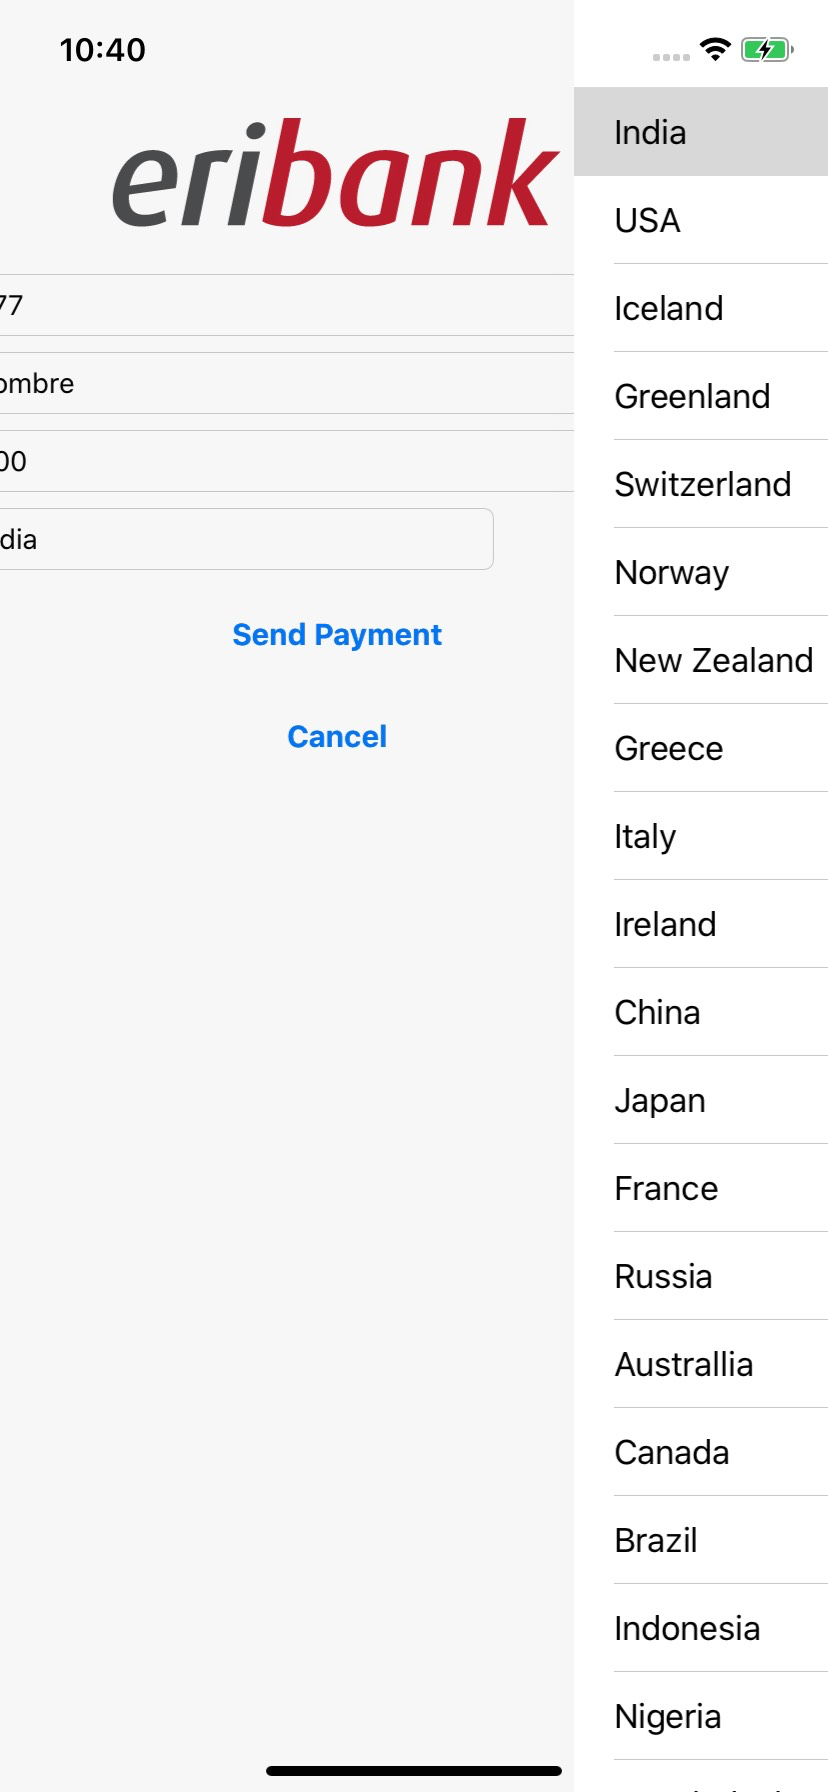 10:40
eribank
77
ombre
00
dia
Send Payment
Cancel
India
USA
Iceland
Greenland
Switzerland
Norway
New Zealand
Greece
Italy
Ireland
China
Japan
France
Russia
Australlia
Canada
Brazil
Indonesia
Nigeria